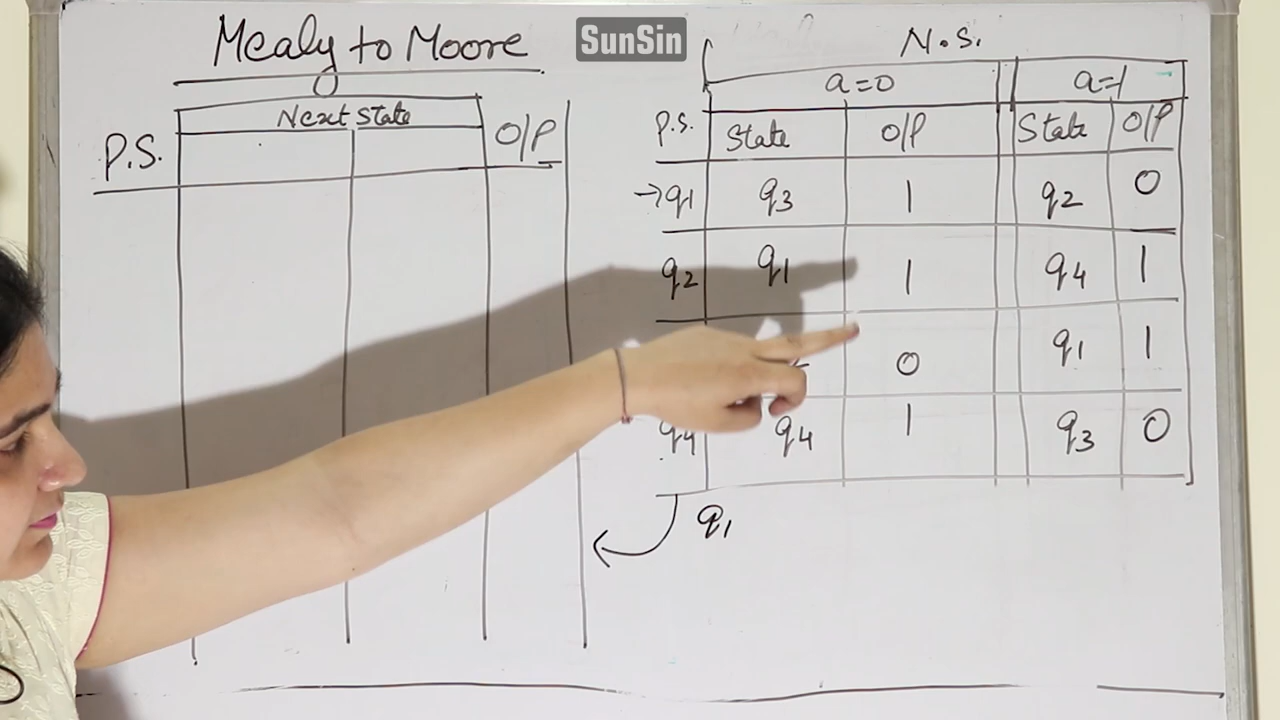 Mealy to Moore
SunSin
N.S.
P.S. Next State O/P
a=0 a=1
P.S. State O/P State O/P
→q1 q3 1 q2 0
q2 q1 1 q4 1
0 q1 1
q4 q4 1 q3 0
q1